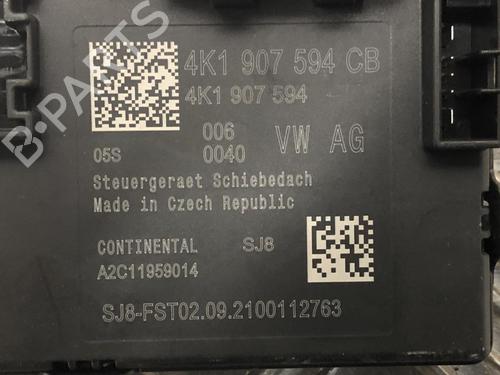 B-PARTS
4K1 907 594 CB
4K1 907 594
006
05S 0040 VW AG
Steuergeraet Schiebedach
Made in Czech Republic
CONTINENTAL SJ8
A2C11959014
SJ8-FST02.09.2100112763